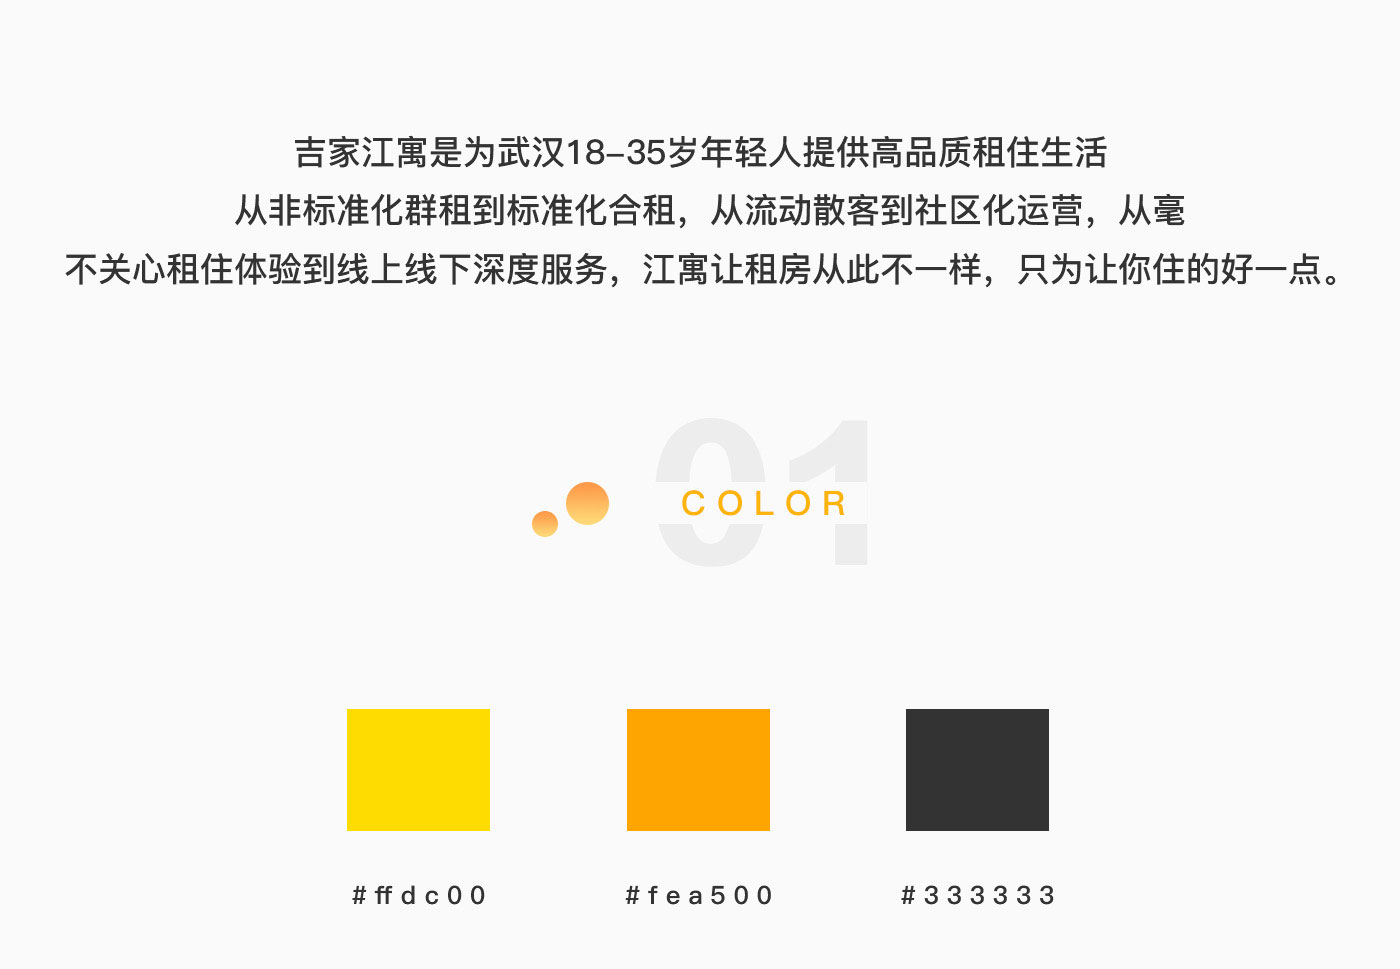 吉家江寓是为武汉18-35岁年轻人提供高品质租住生活
从非标准化群租到标准化合租，从流动散客到社区化运营，从毫
不关心租住体验到线上线下深度服务，江寓让租房从此不一样，只为让你住的好一点。
01
COLOR
#ffdc00
#fea500
#333333